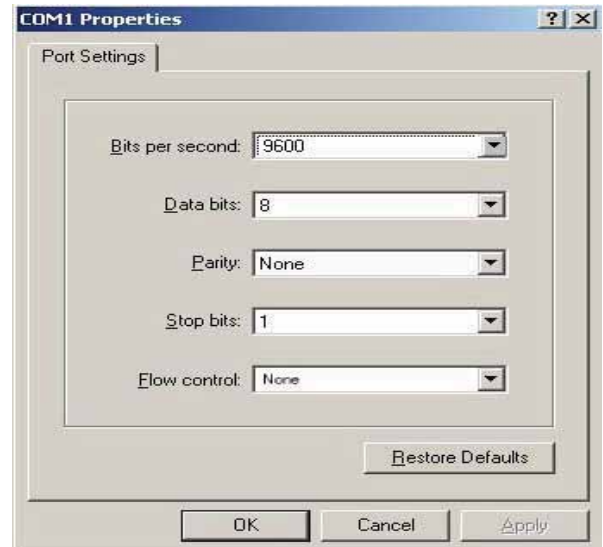 COM1 Properties
Port Settings
Bits per second: 9600
Data bits: 8
Parity: None
Stop bits: 1
Flow control: None
Restore Defaults
OK Cancel Apply